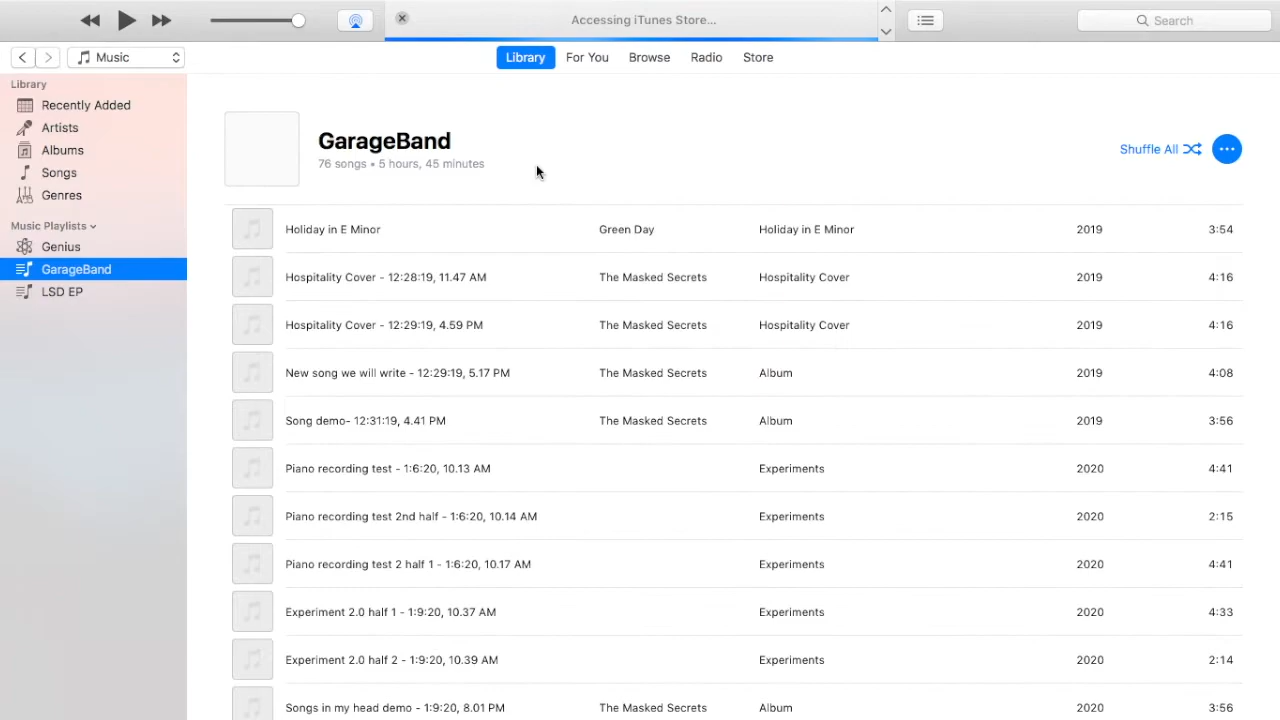 Accessing iTunes Store...
Search
Music
Library For You Browse Radio Store
Library
Recently Added
Artists
Albums
Songs
Genres
Music Playlists
Genius
GarageBand
LSD EP
GarageBand
76 songs • 5 hours, 45 minutes
Shuffle All
Holiday in E Minor Green Day Holiday in E Minor 2019 3:54
Hospitality Cover - 12:28:19, 11.47 AM The Masked Secrets Hospitality Cover 2019 4:16
Hospitality Cover - 12:29:19, 4.59 PM The Masked Secrets Hospitality Cover 2019 4:16
New song we will write - 12:29:19, 5.17 PM The Masked Secrets Album 2019 4:08
Song demo- 12:31:19, 4.41 PM The Masked Secrets Album 2019 3:56
Piano recording test - 1:6:20, 10.13 AM Experiments 2020 4:41
Piano recording test 2nd half - 1:6:20, 10.14 AM Experiments 2020 2:15
Piano recording test 2 half 1 - 1:6:20, 10.17 AM Experiments 2020 4:41
Experiment 2.0 half 1 - 1:9:20, 10.37 AM Experiments 2020 4:33
Experiment 2.0 half 2 - 1:9:20, 10.39 AM Experiments 2020 2:14
Songs in my head demo - 1:9:20, 8.01 PM The Masked Secrets Album 2020 3:56